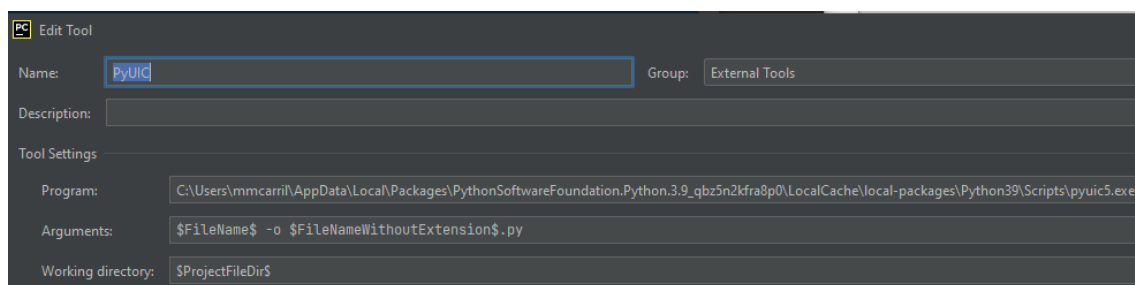 PC Edit Tool
Name: PyUIC Group: External Tools
Description:
Tool Settings
Program: C:\Users\mmcarril\AppData\Local\Packages\PythonSoftwareFoundation.Python.3.9_qbz5n2kfra8p0\LocalCache\local-packages\Python39\Scripts\pyuic5.exe
Arguments: $FileName$ -o $FileNameWithoutExtension$.py
Working directory: $ProjectFileDir$